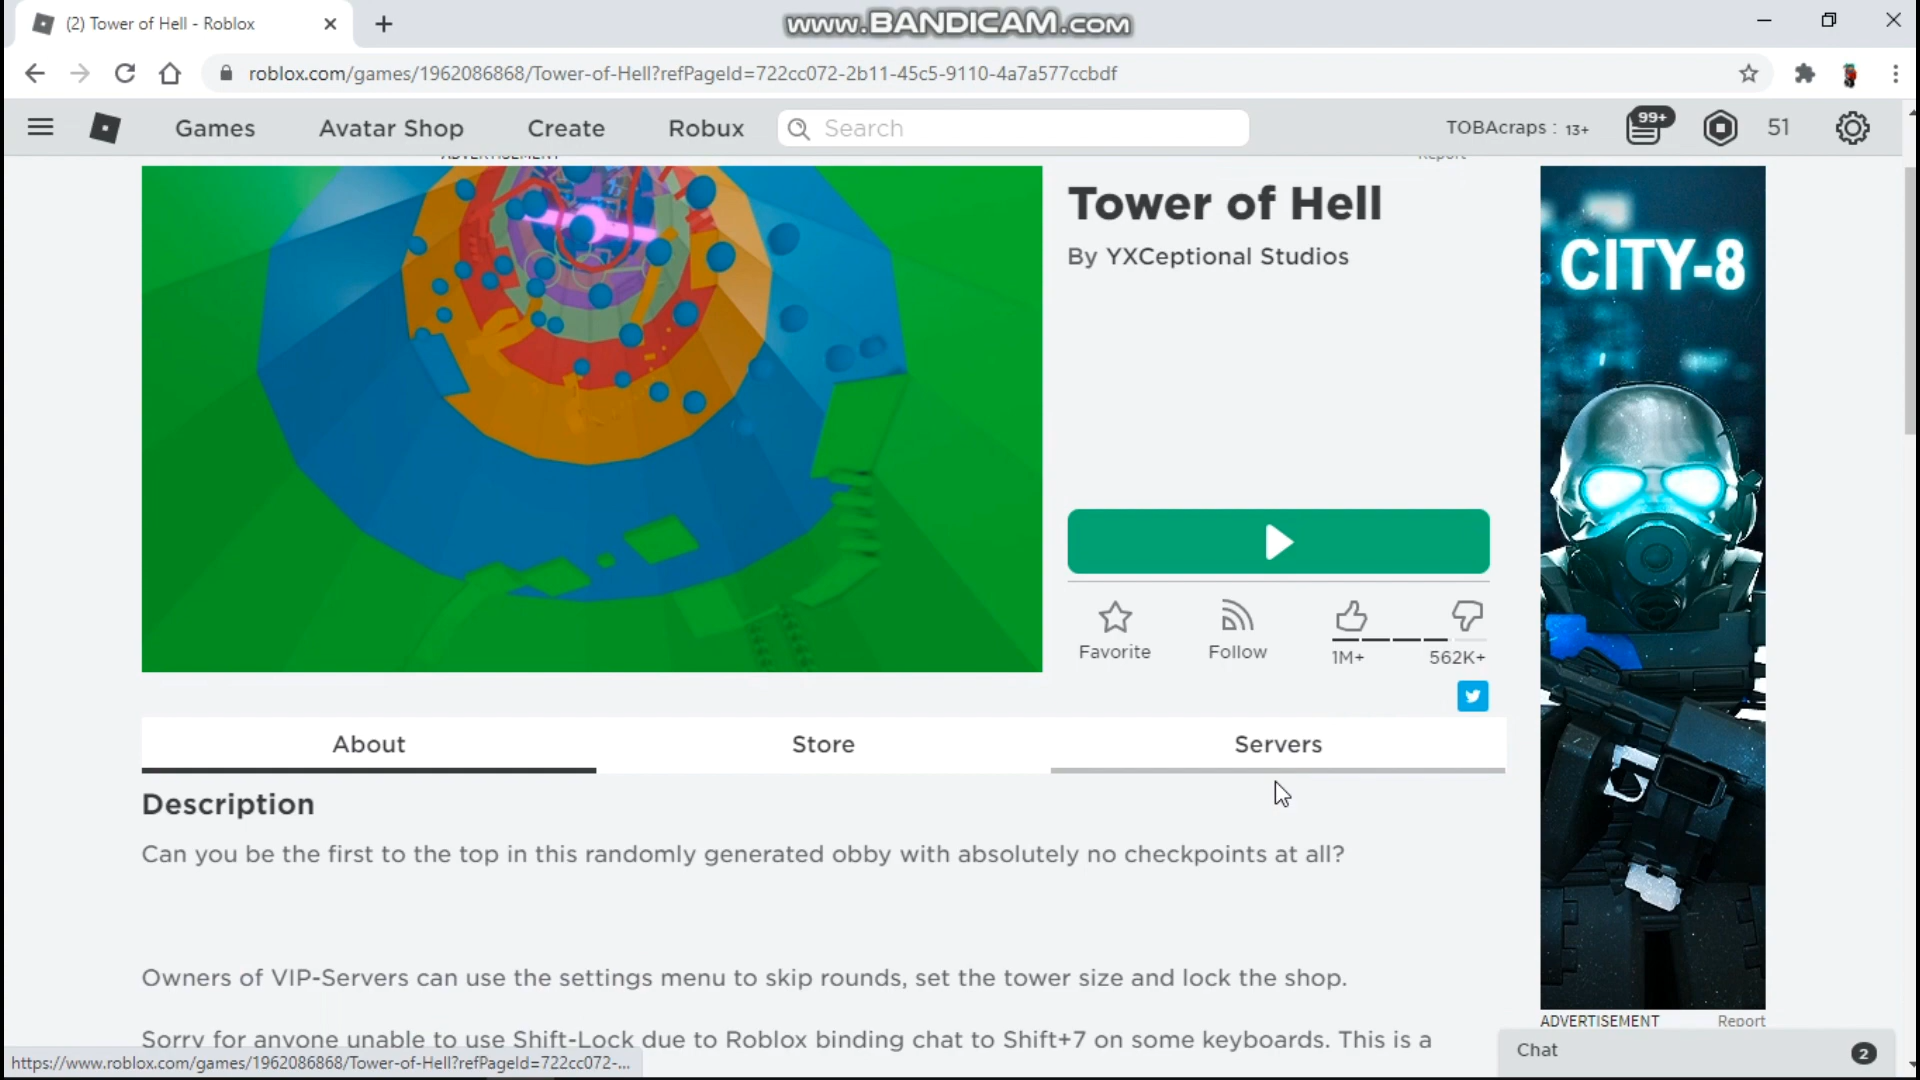 (2) Tower of Hell - Roblox
www.BANDICAM.com
roblox.com/games/1962086868/Tower-of-Hell?refPageId=722cc072-2b11-45c5-9110-4a7a577ccbdf
Games
Avatar Shop
Create
Robux
Search
TOBAcraps : 13+
99+
51
ADVERTISEMENT
Report
Tower of Hell
By YXCeptional Studios
CITY-8
Favorite
Follow
1M+
562K+
About
Store
Servers
Description
Can you be the first to the top in this randomly generated obby with absolutely no checkpoints at all?
Owners of VIP-Servers can use the settings menu to skip rounds, set the tower size and lock the shop.
Sorry for anyone unable to use Shift-Lock due to Roblox binding chat to Shift+7 on some keyboards. This is a
ADVERTISEMENT
Report
Chat
2
https://www.roblox.com/games/1962086868/Tower-of-Hell?refPageId=722cc072-...